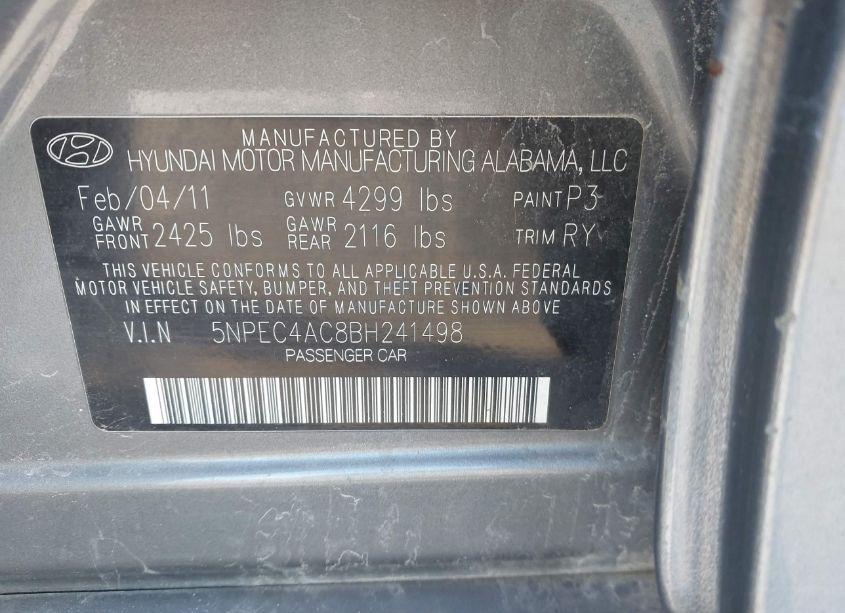 MANUFACTURED BY
HYUNDAI MOTOR MANUFACTURING ALABAMA, LLC
Feb/04/11 GVWR 4299 lbs PAINT P3
GAWR FRONT 2425 lbs GAWR REAR 2116 lbs TRIM RY
THIS VEHICLE CONFORMS TO ALL APPLICABLE U.S.A. FEDERAL
MOTOR VEHICLE SAFETY, BUMPER, AND THEFT PREVENTION STANDARDS
IN EFFECT ON THE DATE OF MANUFACTURE SHOWN ABOVE
V.I.N 5NPEC4AC8BH241498
PASSENGER CAR